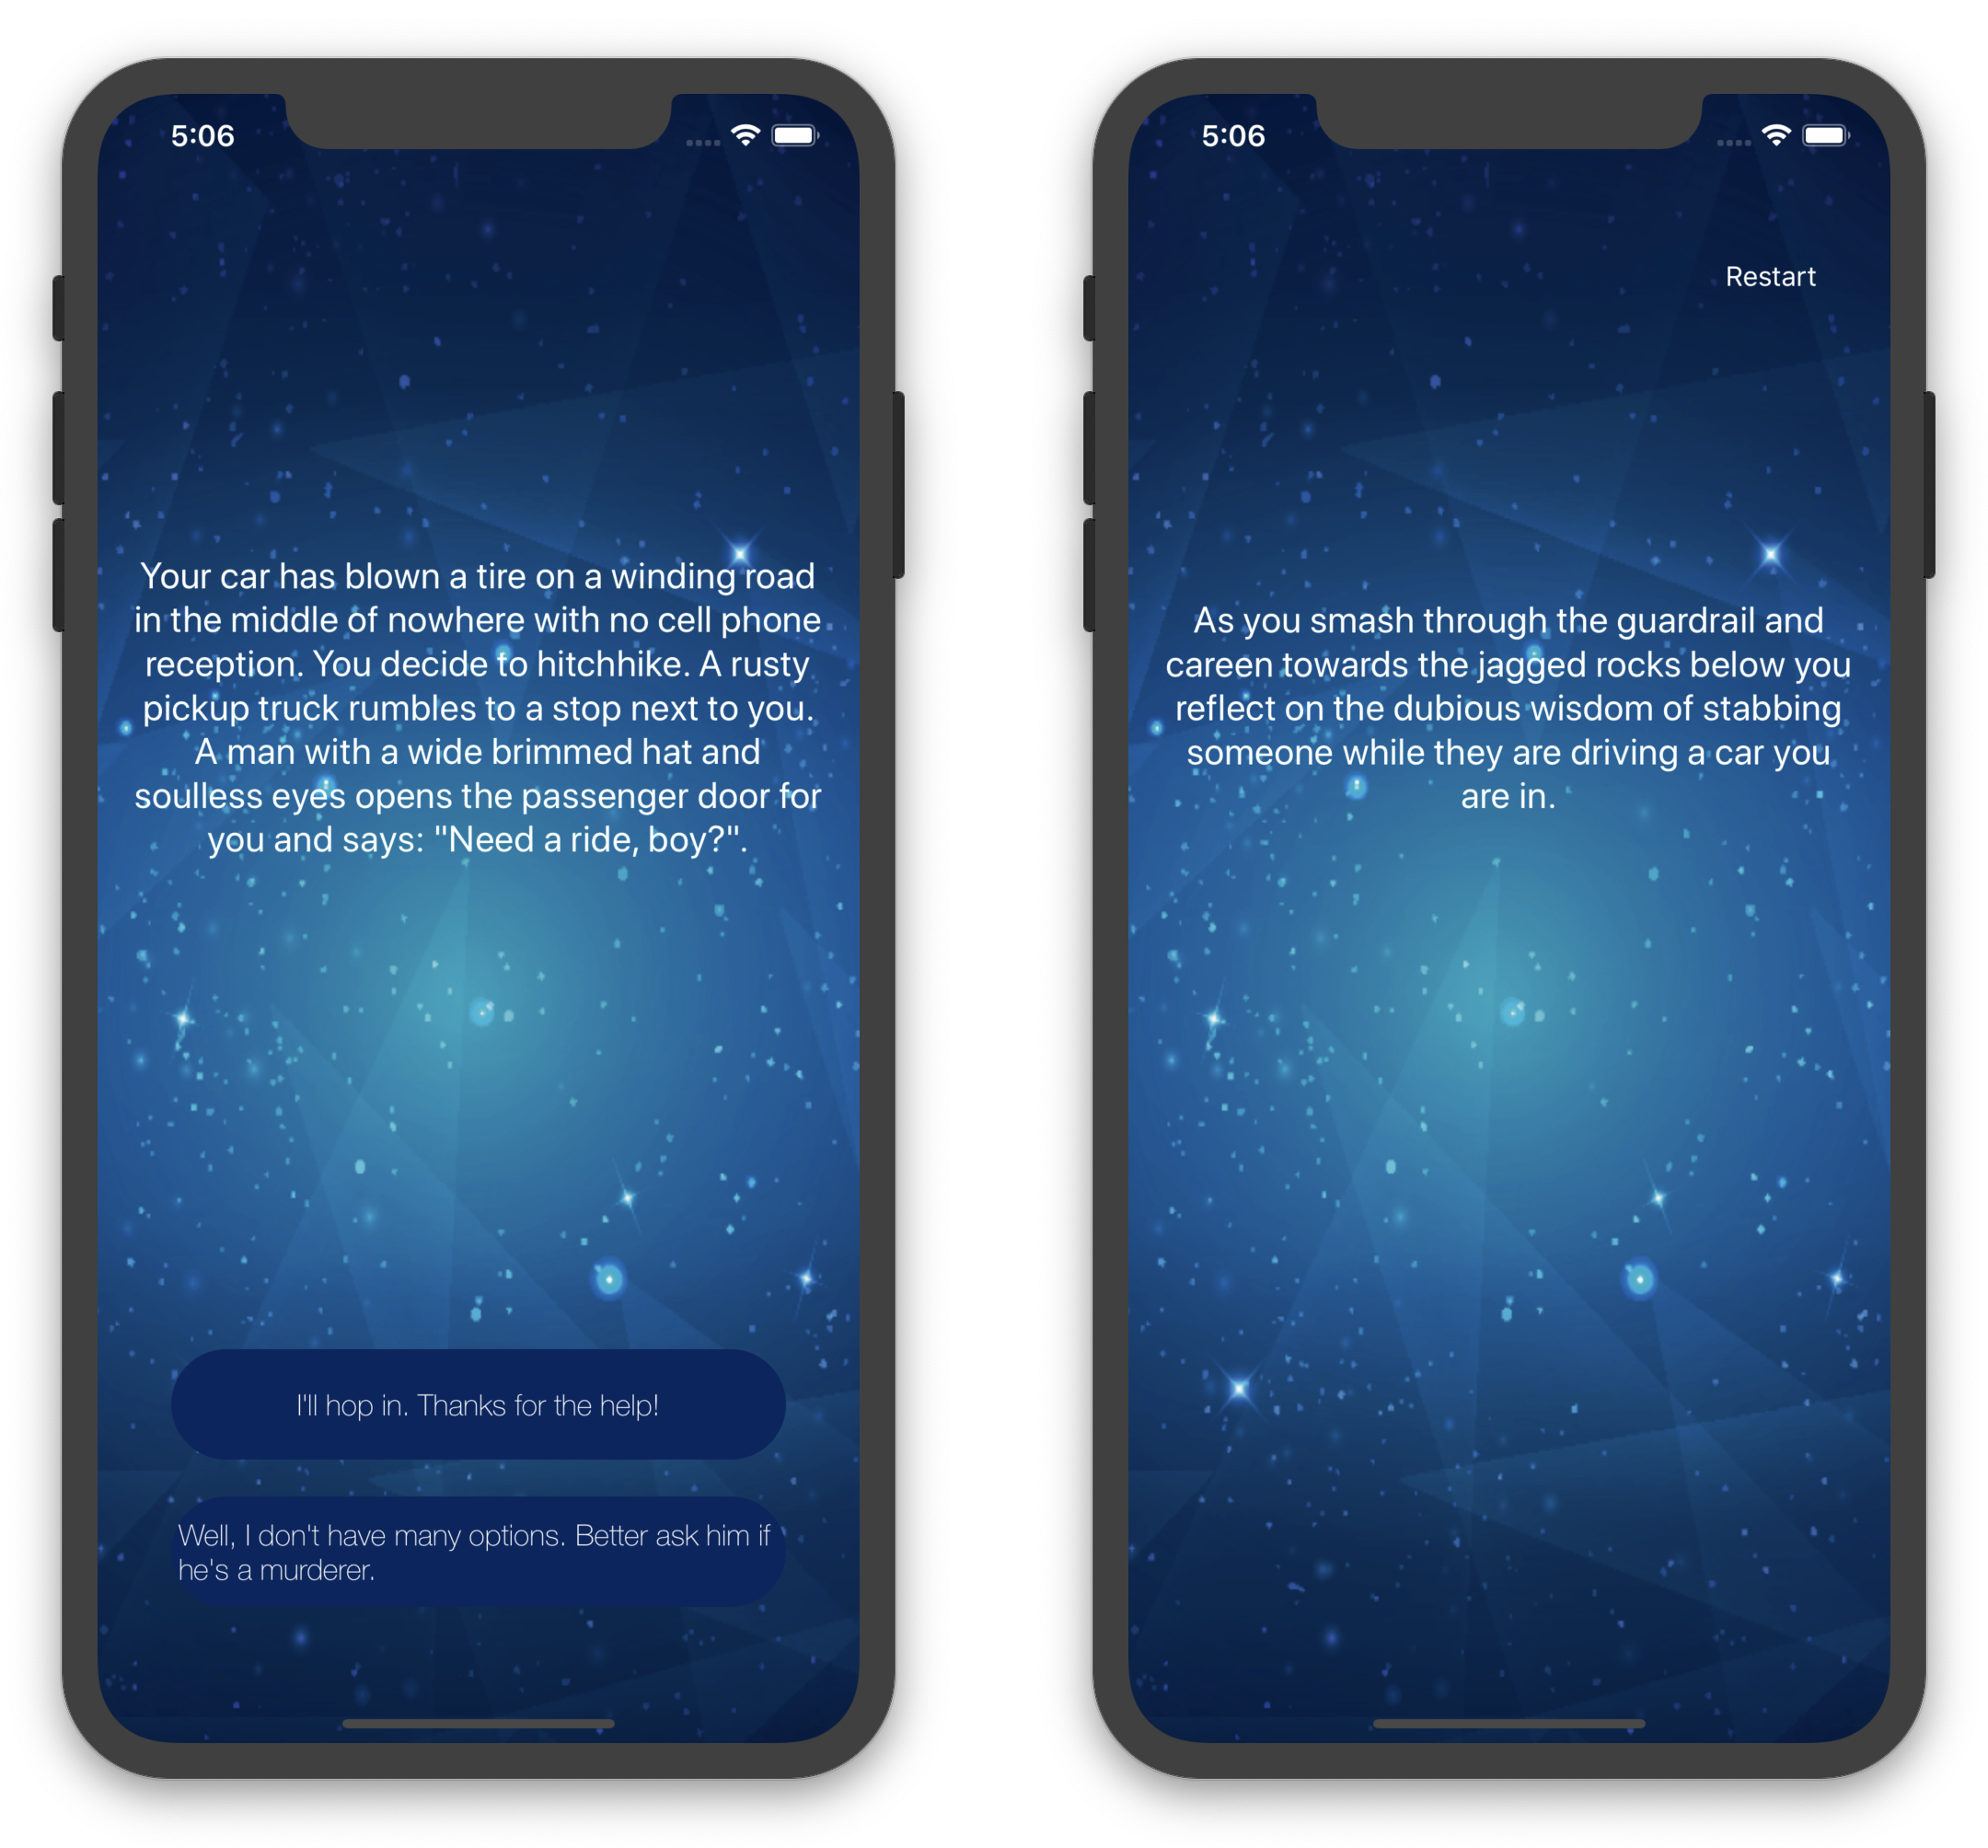 5:06
Your car has blown a tire on a winding road
in the middle of nowhere with no cell phone
reception. You decide to hitchhike. A rusty
pickup truck rumbles to a stop next to you.
A man with a wide brimmed hat and
soulless eyes opens the passenger door for
you and says: "Need a ride, boy?".
I'll hop in. Thanks for the help!
Well, I don't have many options. Better ask him if
he's a murderer.
5:06
Restart
As you smash through the guardrail and
careen towards the jagged rocks below you
reflect on the dubious wisdom of stabbing
someone while they are driving a car you
are in.